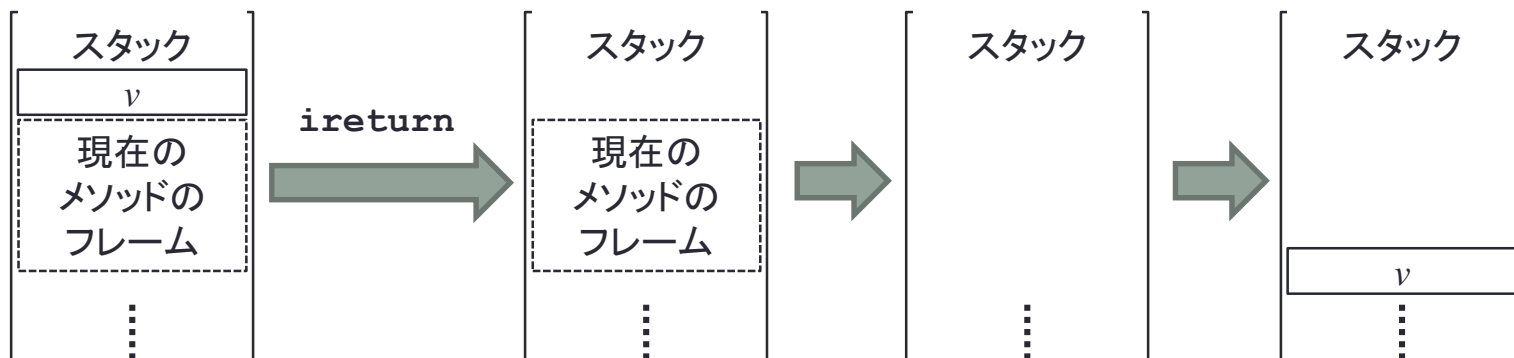 スタック
v
現在の
メソッドの
フレーム
ireturn
スタック
現在の
メソッドの
フレーム
スタック
スタック
v